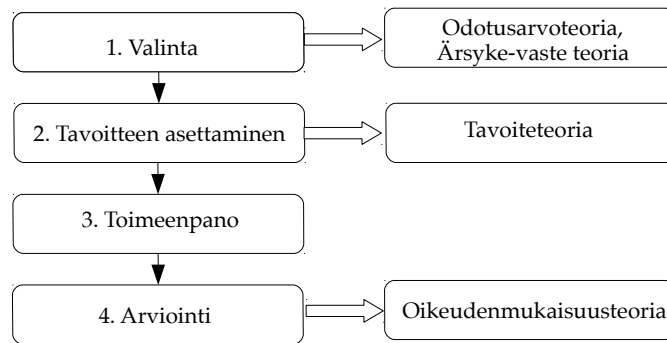 1. Valinta
Odotusarvoteoria,
Ärsyke-vaste teoria
2. Tavoitteen asettaminen
Tavoiteteoria
3. Toimeenpano
4. Arviointi
Oikeudenmukaisuusteoria